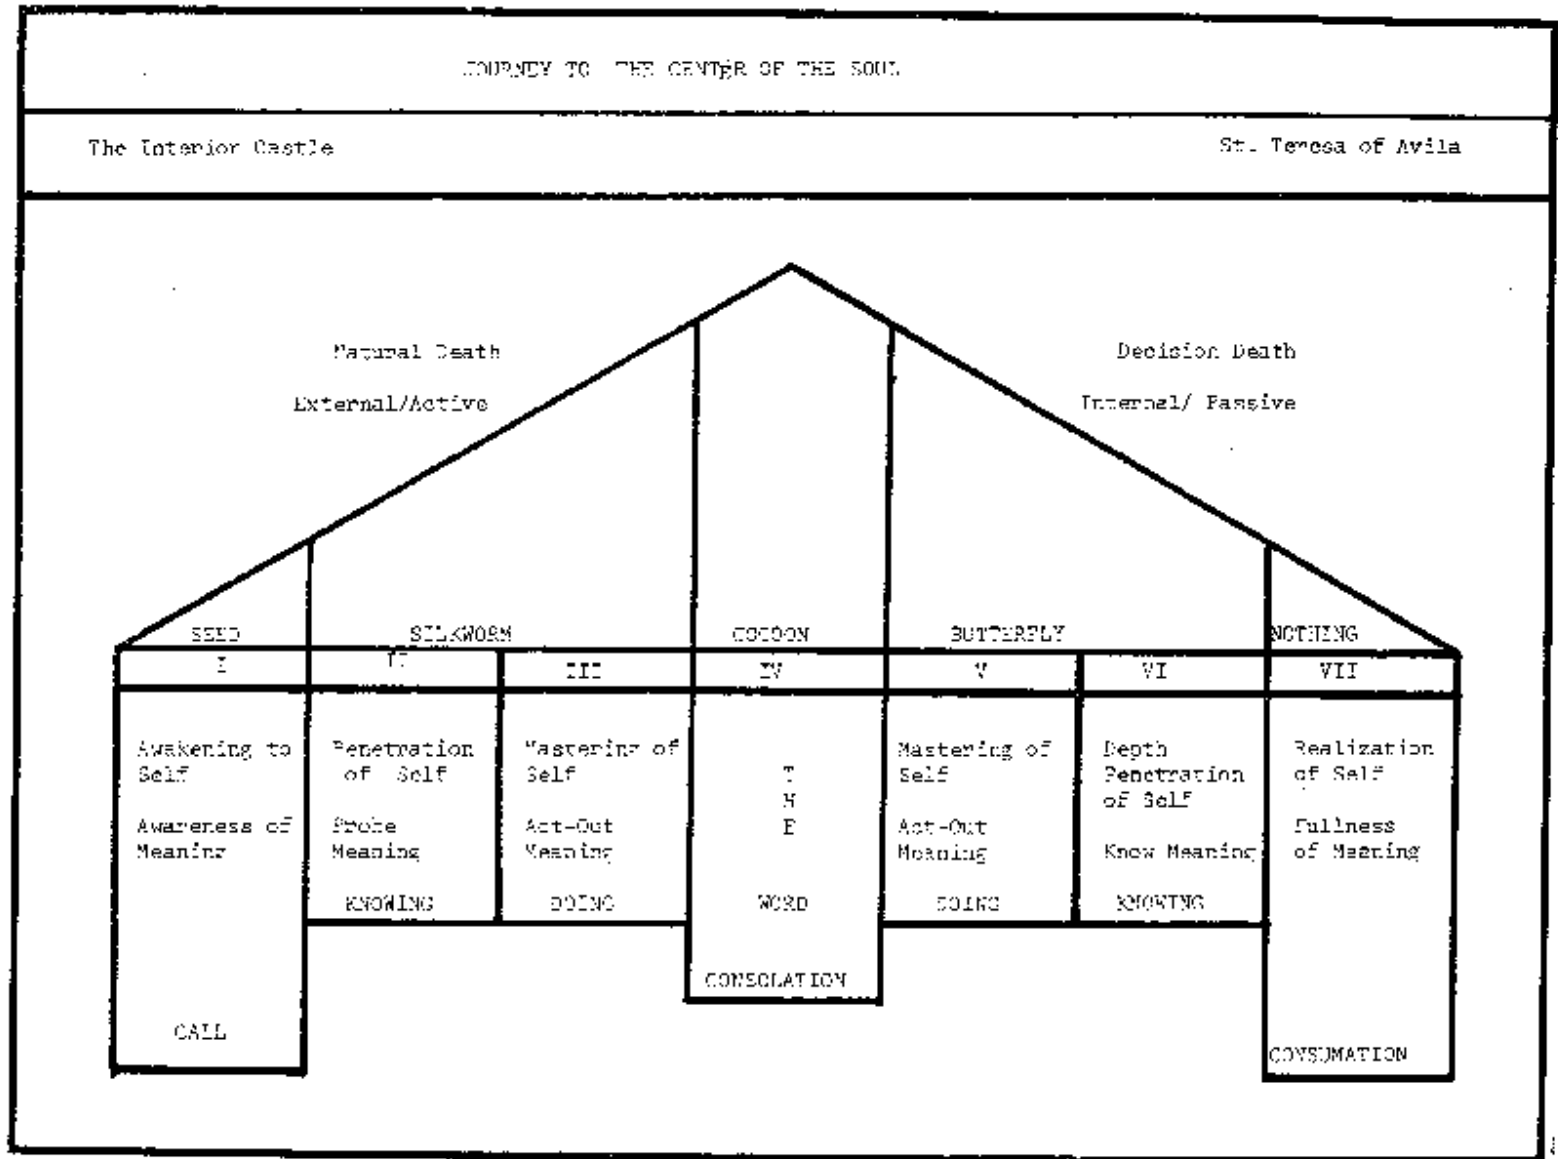 JOURNEY TO THE CENTER OF THE SOUL
The Interior Castle
St. Teresa of Avila
Natural Death
External/Active
Decision Death
Internal/ Passive
SEED
SILKWORM
COCOON
BUTTERFLY
NOTHING
I
II
III
IV
V
VI
VII
Awakening to
Self
Awareness of
Meaning
CALL
Penetration
of Self
Probe
Meaning
KNOWING
Mastering of
Self
Act-Out
Meaning
DOING
T
H
E
WORD
CONSOLATION
Mastering of
Self
Act-Out
Meaning
DOING
Depth
Penetration
of Self
Know Meaning
KNOWING
Realization
of Self
Fullness
of Meaning
CONSUMATION